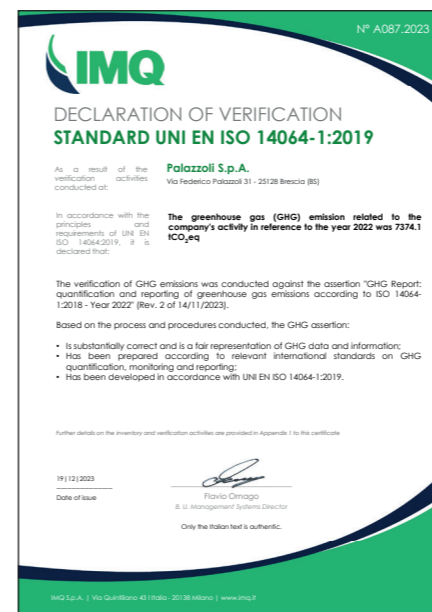 N° A087.2023
IMQ
DECLARATION OF VERIFICATION
STANDARD UNI EN ISO 14064-1:2019
As a result of the
verification activities
conducted at:
Palazzoli S.p.A.
Via Federico Palazzoli 31 - 25128 Brescia (BS)
In accordance with the
principles and
requirements of UNI EN
ISO 14064:2019, it is
declared that:
The greenhouse gas (GHG) emission related to the
company's activity in reference to the year 2022 was 7374.1
tCO₂eq
The verification of GHG emissions was conducted against the assertion "GHG Report:
quantification and reporting of greenhouse gas emissions according to ISO 14064-
1:2018 - Year 2022" (Rev. 2 of 14/11/2023).
Based on the process and procedures conducted, the GHG assertion:
• Is substantially correct and is a fair representation of GHG data and information;
• Has been prepared according to relevant international standards on GHG
quantification, monitoring and reporting;
• Has been developed in accordance with UNI EN ISO 14064-1:2019.
Further details on the inventory and verification activities are provided in Appendix 1 to this certificate
19|12|2023
Date of issue
Flavio Ornago
B. U. Management Systems Director
Only the Italian text is authentic.
IMQ S.p.A. | Via Quintiliano 43 I Italia - 20138 Milano | www.imq.it